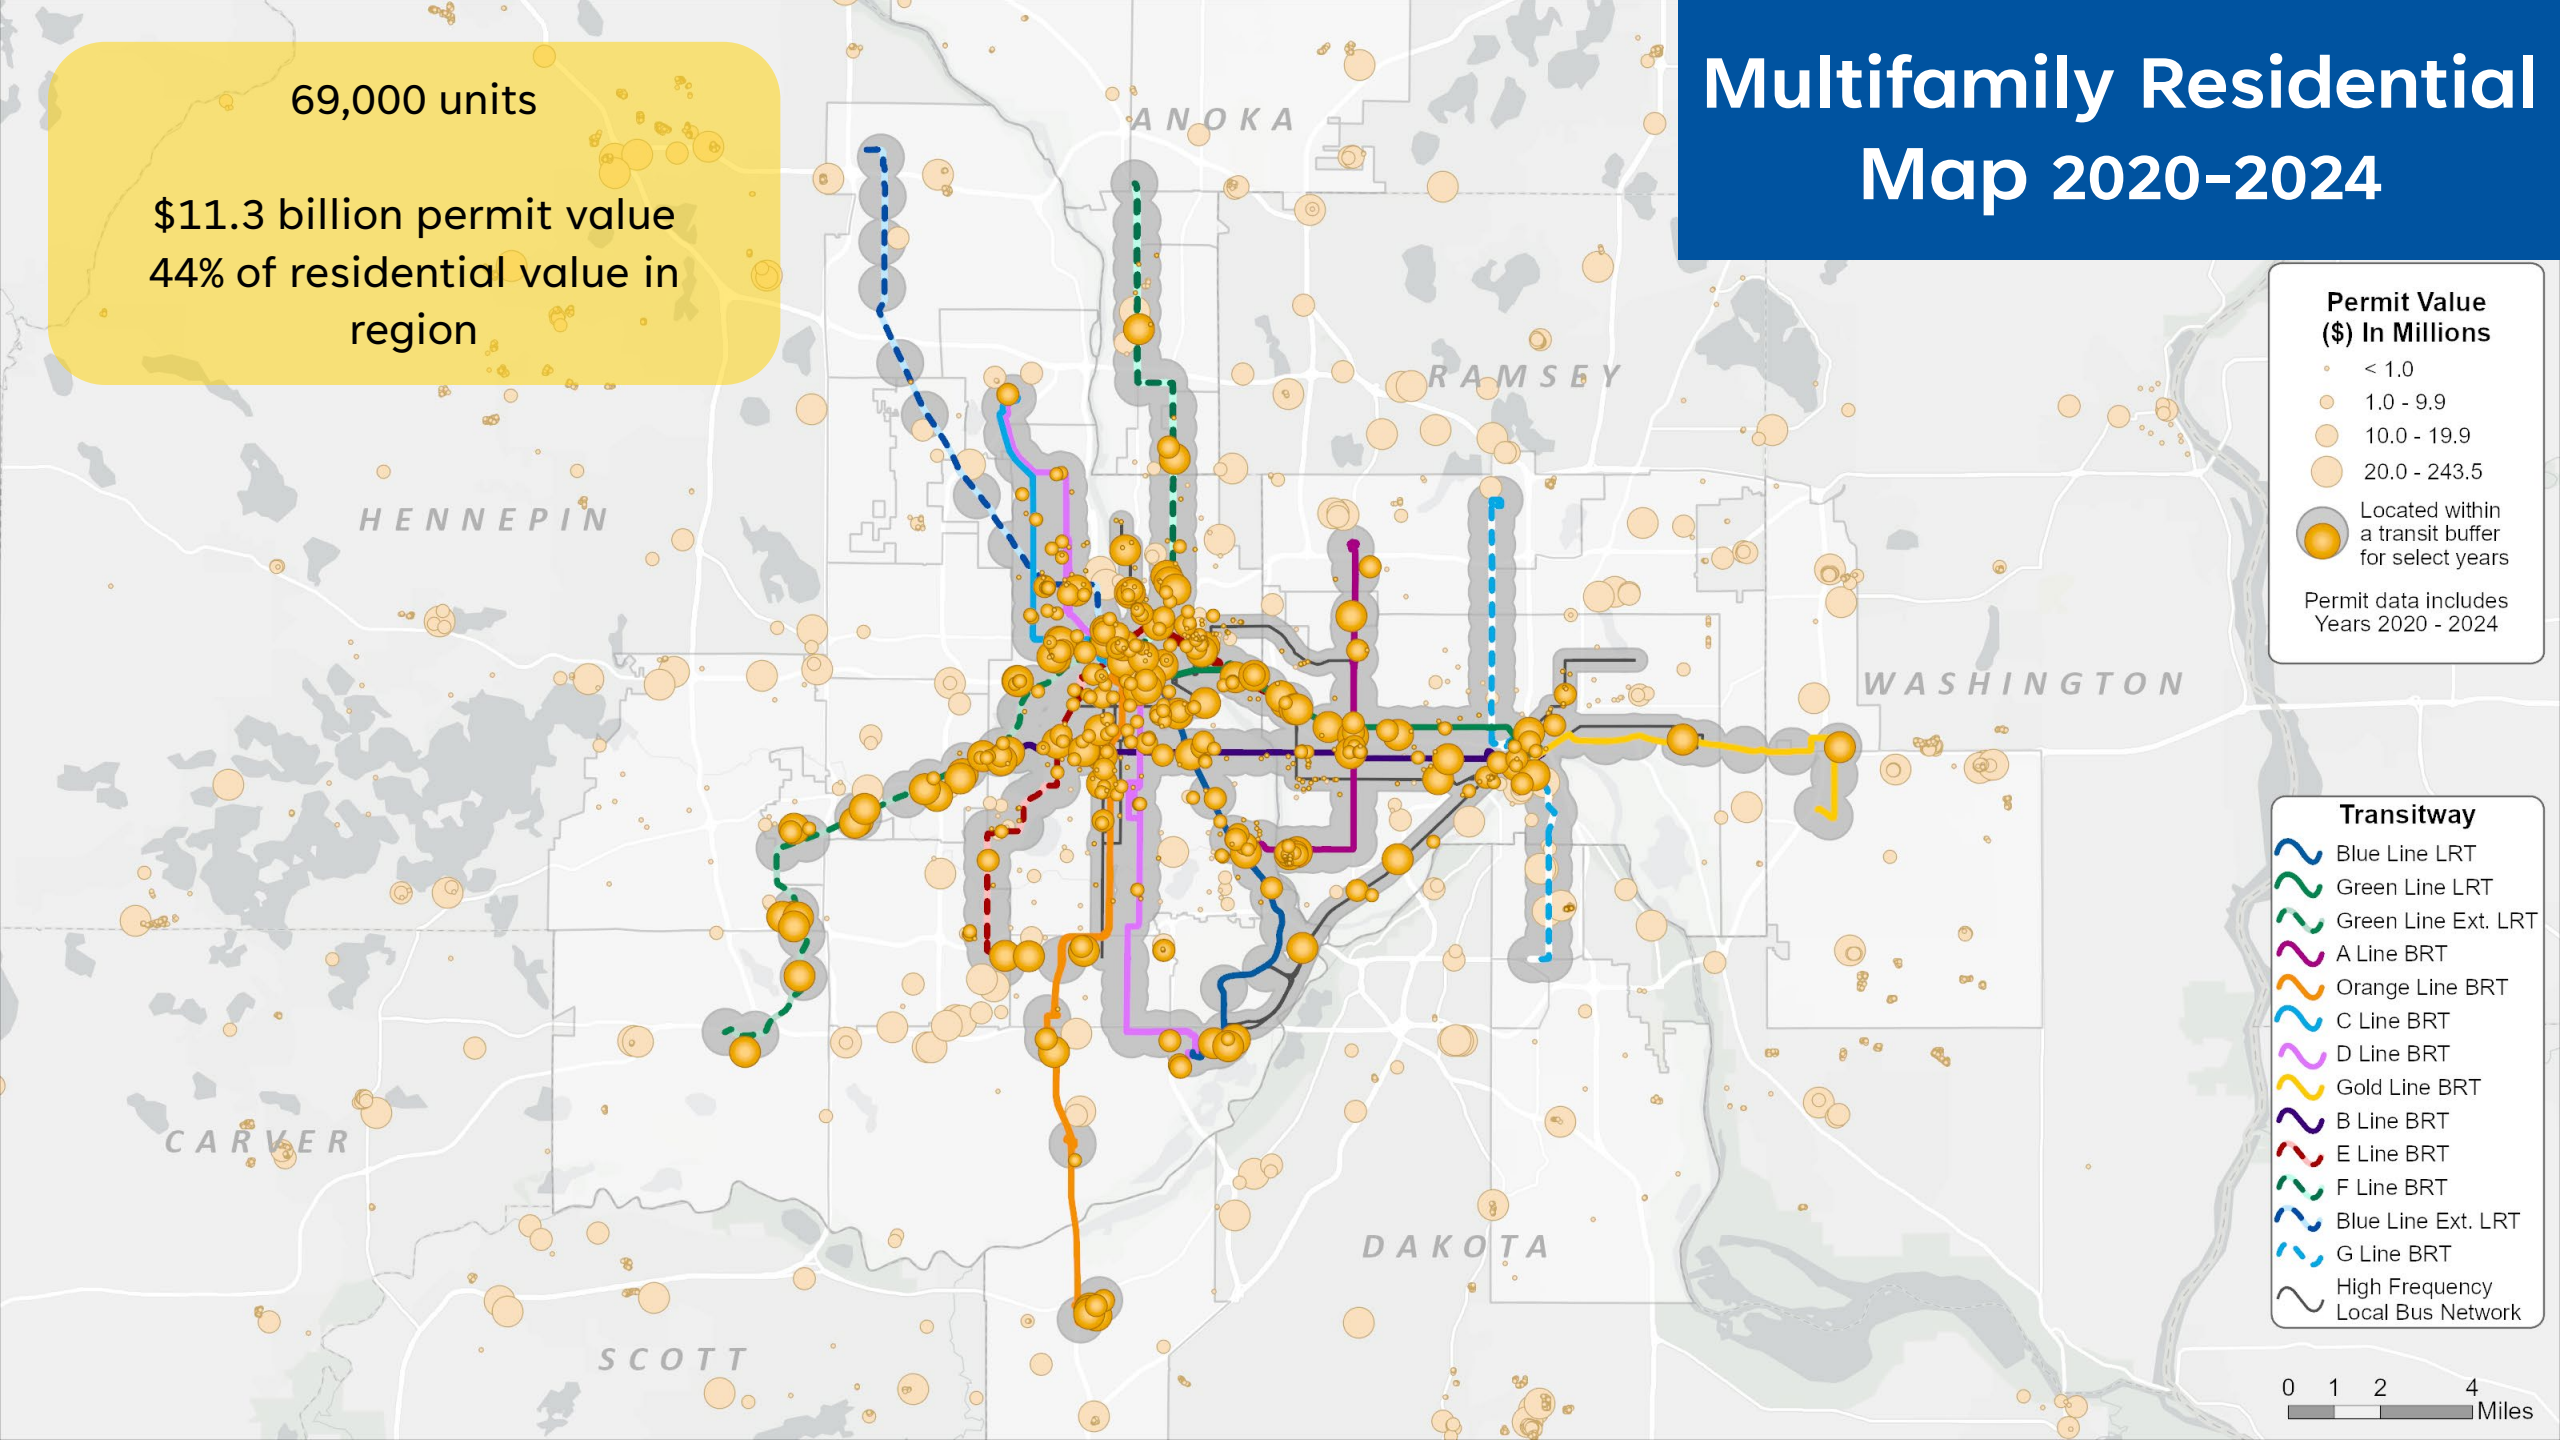 69,000 units
$11.3 billion permit value
44% of residential value in
region
Multifamily Residential
Map 2020-2024
ANOKA
RAMSEY
HENNEPIN
WASHINGTON
CARVER
DAKOTA
SCOTT
Permit Value
($) In Millions
< 1.0
1.0 - 9.9
10.0 - 19.9
20.0 - 243.5
Located within
a transit buffer
for select years
Permit data includes
Years 2020 - 2024
Transitway
Blue Line LRT
Green Line LRT
Green Line Ext. LRT
A Line BRT
Orange Line BRT
C Line BRT
D Line BRT
Gold Line BRT
B Line BRT
E Line BRT
F Line BRT
Blue Line Ext. LRT
G Line BRT
High Frequency
Local Bus Network
0 1 2 4
Miles